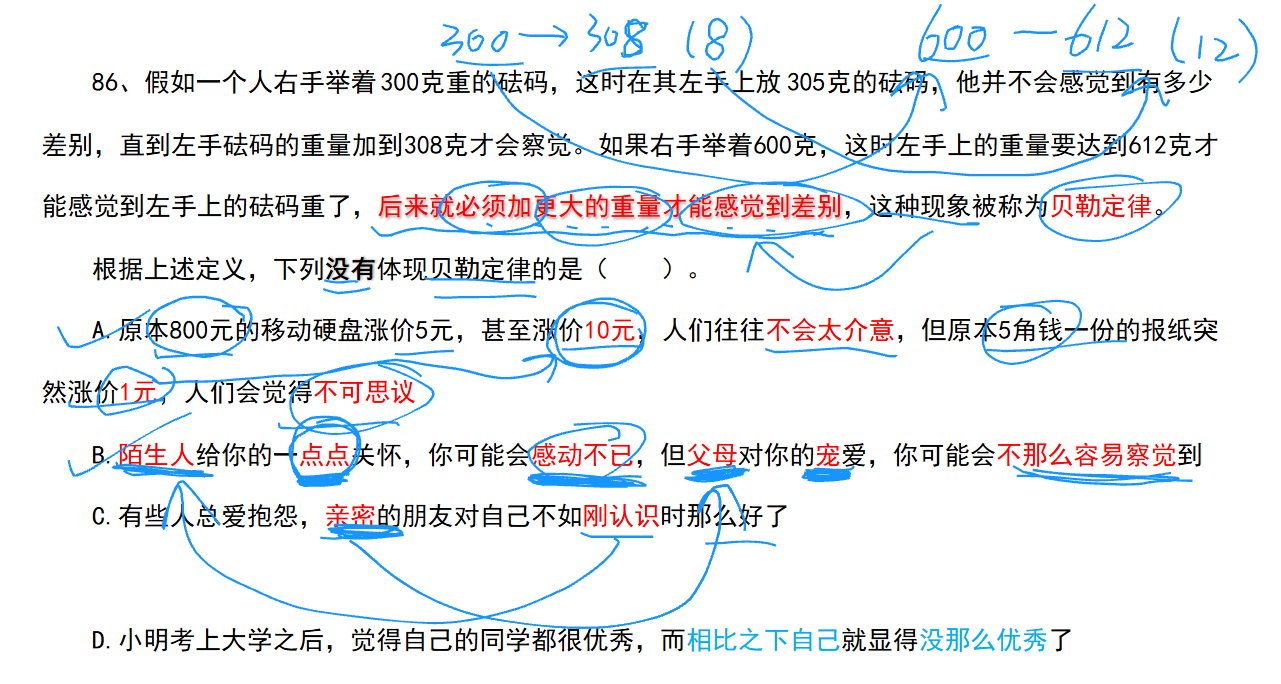 300→308(8) 600—612(12)
86、假如一个人右手举着300克重的砝码，这时在其左手上放305克的砝码，他并不会感觉到有多少
差别，直到左手砝码的重量加到308克才会察觉。如果右手举着600克，这时左手上的重量要达到612克才
能感觉到左手上的砝码重了，后来就必须加更大的重量才能感觉到差别，这种现象被称为贝勒定律。
根据上述定义，下列没有体现贝勒定律的是（　　）。
A.原本800元的移动硬盘涨价5元，甚至涨价10元，人们往往不会太介意，但原本5角钱一份的报纸突
然涨价1元，人们会觉得不可思议
B.陌生人给你的一点点关怀，你可能会感动不已，但父母对你的宠爱，你可能会不那么容易察觉到
C.有些人总爱抱怨，亲密的朋友对自己不如刚认识时那么好了
D.小明考上大学之后，觉得自己的同学都很优秀，而相比之下自己就显得没那么优秀了